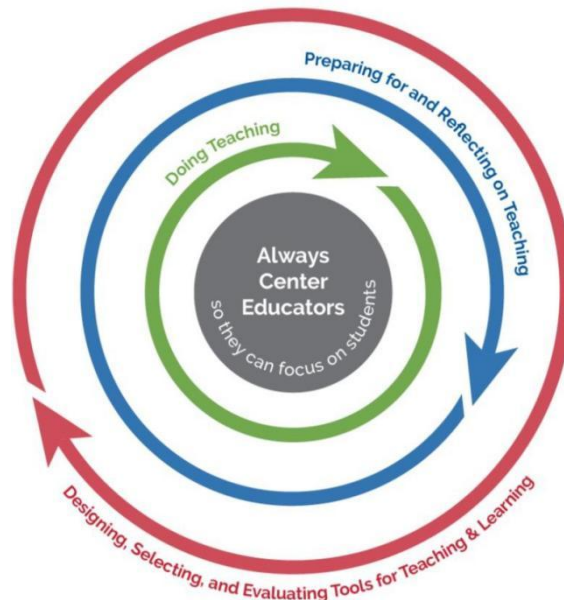 Preparing for and Reflecting on Teaching
Doing Teaching
Always
Center
Educators
so they can focus on students
Designing, Selecting, and Evaluating Tools for Teaching & Learning